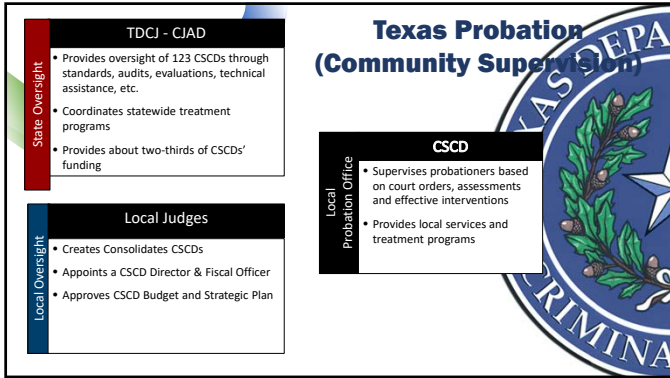 Texas Probation
(Community Supervision)
State Oversight
TDCJ - CJAD
• Provides oversight of 123 CSCDs through
standards, audits, evaluations, technical
assistance, etc.
• Coordinates statewide treatment
programs
• Provides about two-thirds of CSCDs'
funding
Local Oversight
Local Judges
• Creates Consolidates CSCDs
• Appoints a CSCD Director & Fiscal Officer
• Approves CSCD Budget and Strategic Plan
Local
Probation Office
CSCD
• Supervises probationers based
on court orders, assessments
and effective interventions
• Provides local services and
treatment programs